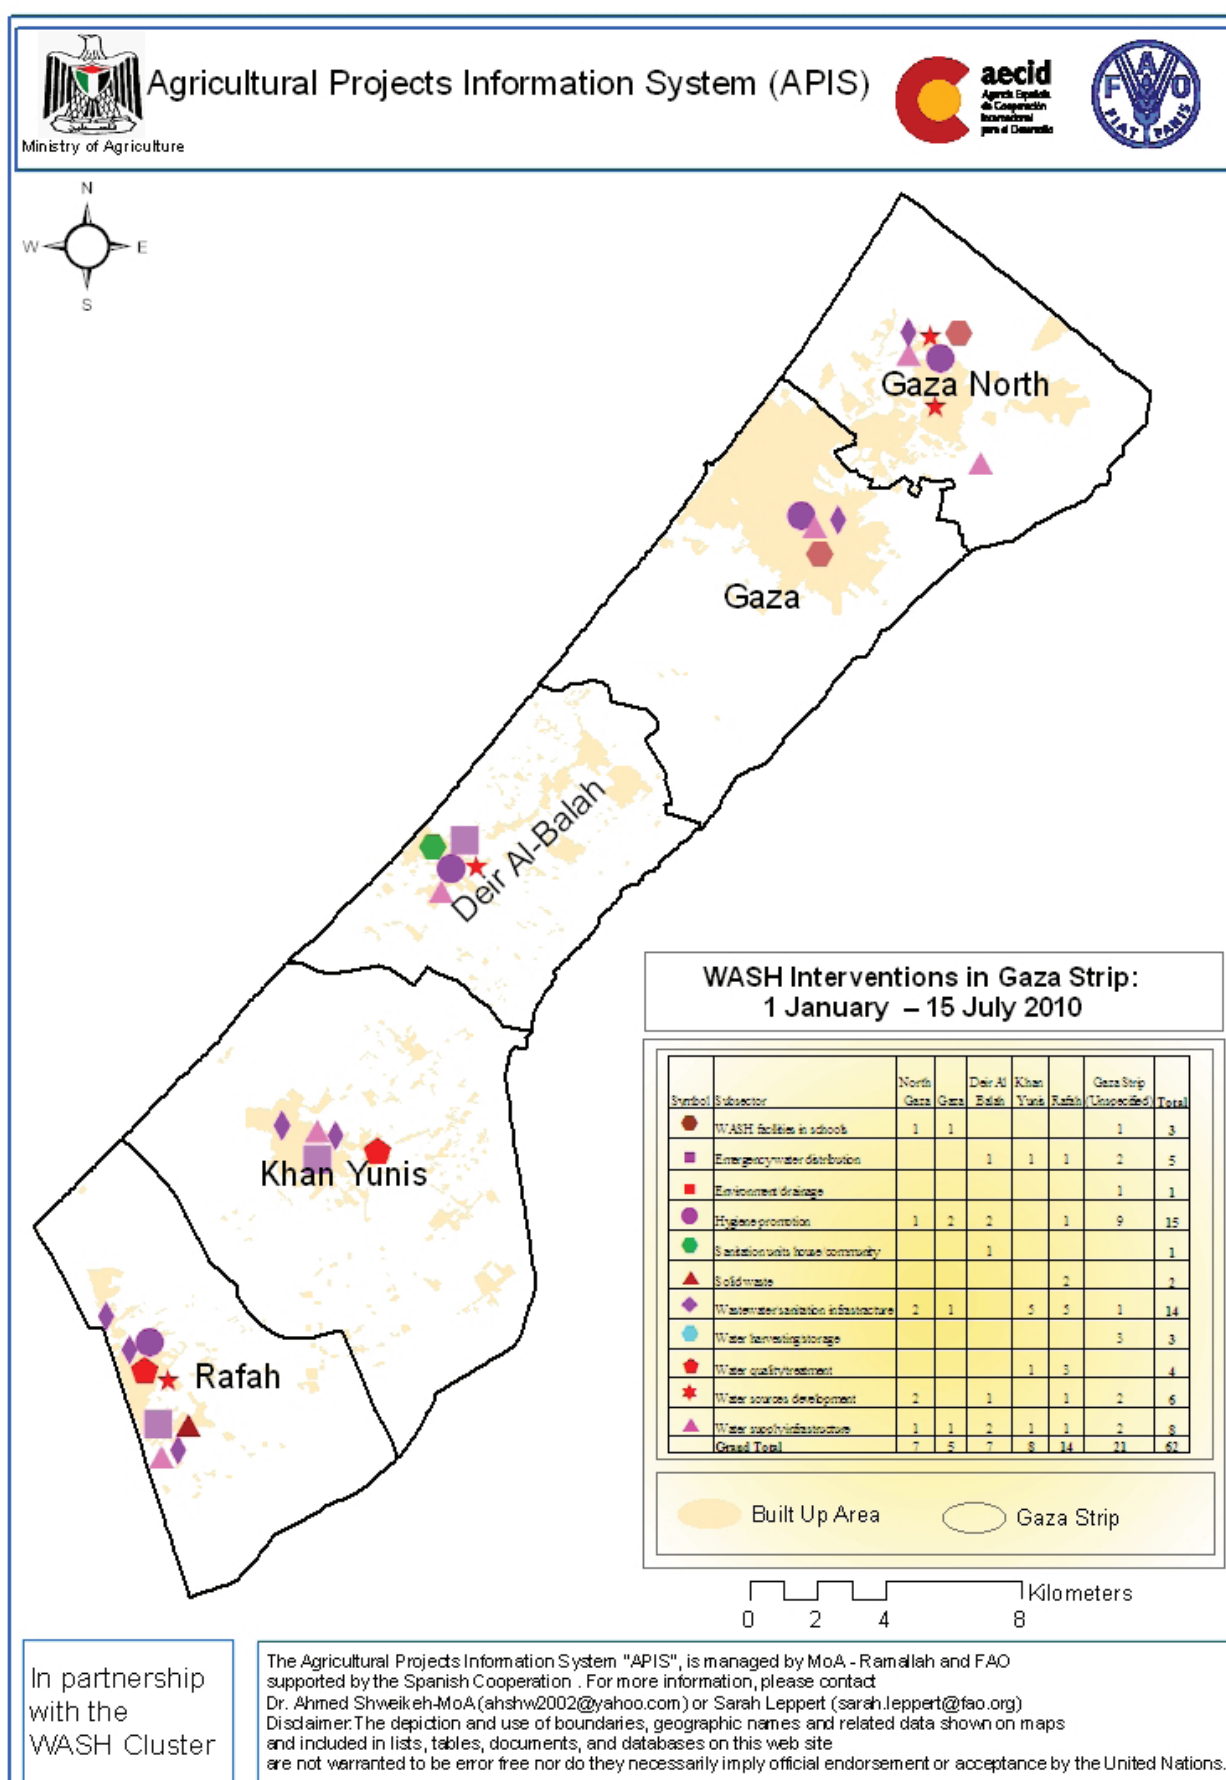 Agricultural Projects Information System (APIS)
Ministry of Agriculture
aecid
Agencia Española
de Cooperación
Internacional
para el Desarrollo
F A O
FIAT PANIS
N
W E
S
Gaza North
Gaza
Deir Al-Balah
Khan Yunis
Rafah
WASH Interventions in Gaza Strip:
1 January – 15 July 2010
Symbol Subsector North Gaza Gaza Deir Al Balah Khan Yunis Rafah Gaza Strip (Unspecified) Total
WASH facilities in schools 1 1 1 3
Emergency water distribution 1 1 1 2 5
Environment drainage 1 1
Hygiene promotion 1 2 2 1 9 15
Sanitation units house community 1 1
Solid waste 2 2
Wastewater sanitation infrastructure 2 1 5 5 1 14
Water harvesting storage 3 3
Water quality treatment 1 3 4
Water sources development 2 1 1 2 6
Water supply infrastructure 1 1 2 1 1 2 8
Grand Total 7 5 7 8 14 21 62
Built Up Area Gaza Strip
Kilometers
0 2 4 8
In partnership
with the
WASH Cluster
The Agricultural Projects Information System "APIS", is managed by MoA - Ramallah and FAO
supported by the Spanish Cooperation . For more information, please contact
Dr. Ahmed Shweikeh-MoA (ahshw2002@yahoo.com) or Sarah Leppert (sarah.leppert@fao.org)
Disclaimer: The depiction and use of boundaries, geographic names and related data shown on maps
and included in lists, tables, documents, and databases on this web site
are not warranted to be error free nor do they necessarily imply official endorsement or acceptance by the United Nations.